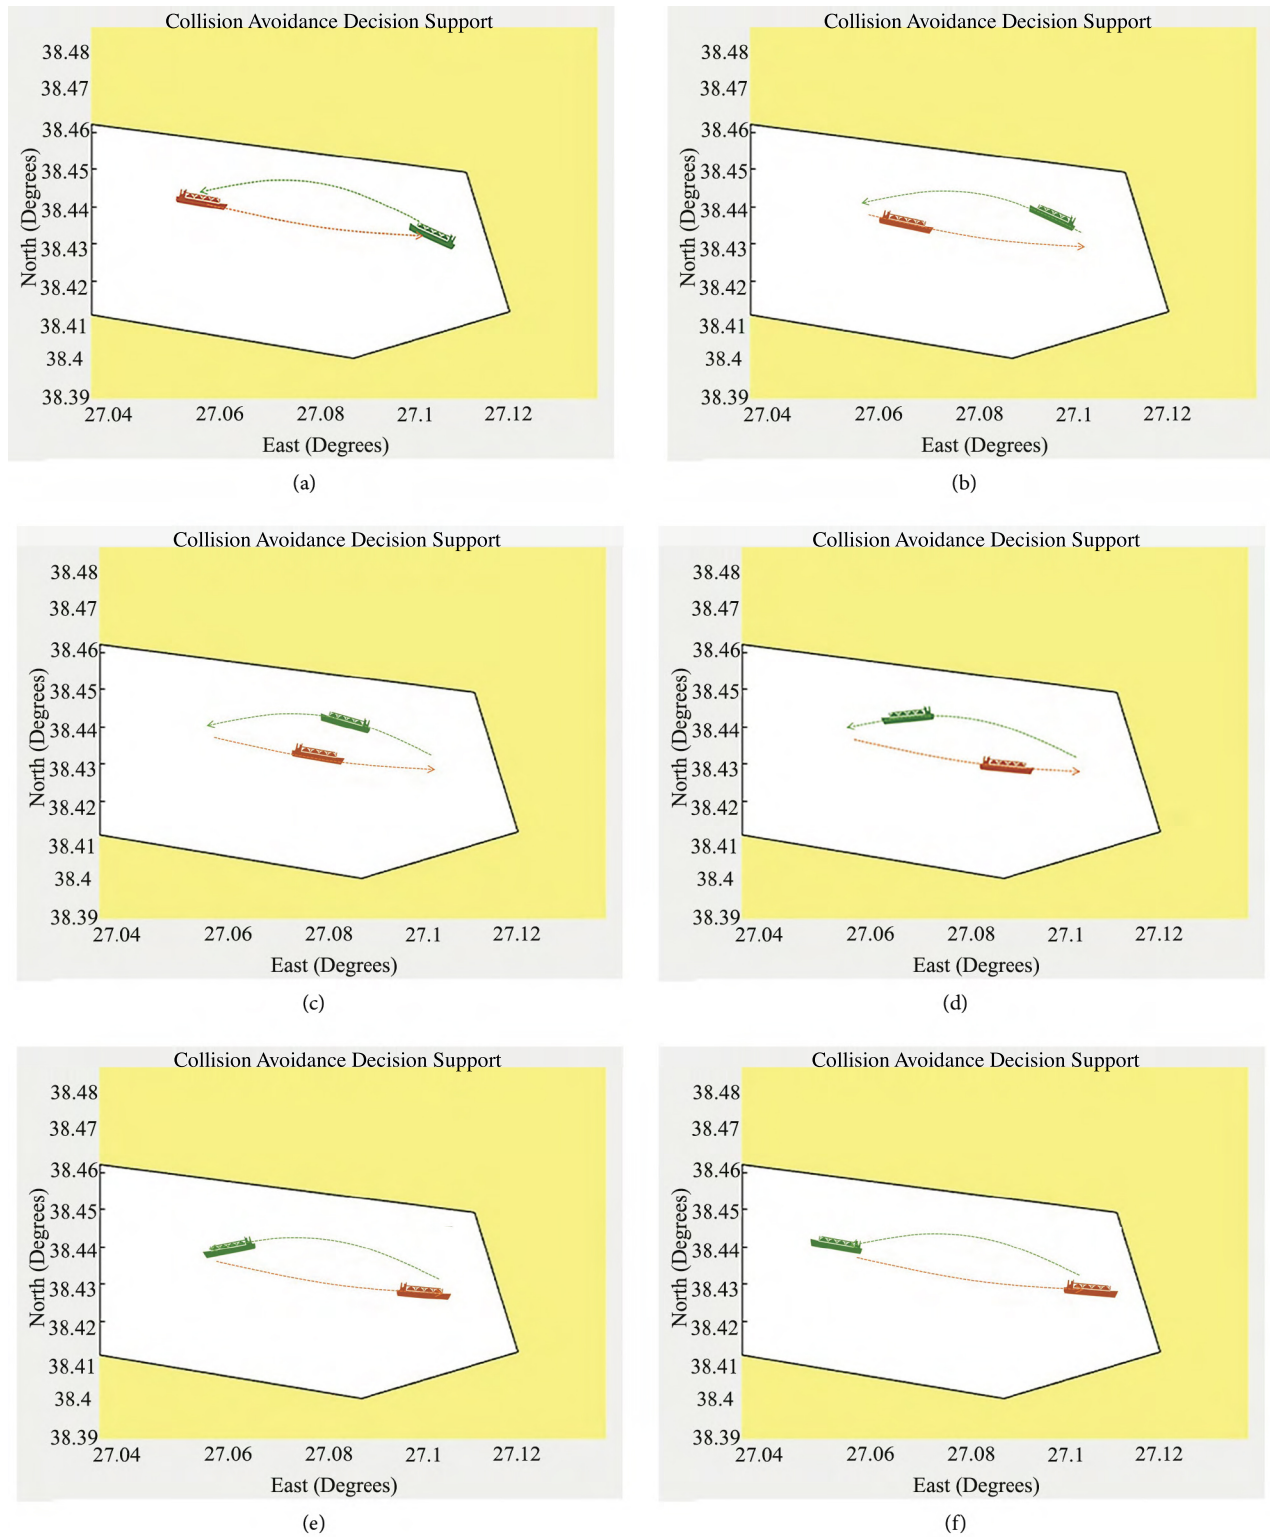 Collision Avoidance Decision Support
38.48
38.47
38.46
38.45
38.44
38.43
38.42
38.41
38.4
38.39
North (Degrees)
27.04 27.06 27.08 27.1 27.12
East (Degrees)
(a)
Collision Avoidance Decision Support
38.48
38.47
38.46
38.45
38.44
38.43
38.42
38.41
38.4
38.39
North (Degrees)
27.04 27.06 27.08 27.1 27.12
East (Degrees)
(b)
Collision Avoidance Decision Support
38.48
38.47
38.46
38.45
38.44
38.43
38.42
38.41
38.4
38.39
North (Degrees)
27.04 27.06 27.08 27.1 27.12
East (Degrees)
(c)
Collision Avoidance Decision Support
38.48
38.47
38.46
38.45
38.44
38.43
38.42
38.41
38.4
38.39
North (Degrees)
27.04 27.06 27.08 27.1 27.12
East (Degrees)
(d)
Collision Avoidance Decision Support
38.48
38.47
38.46
38.45
38.44
38.43
38.42
38.41
38.4
38.39
North (Degrees)
27.04 27.06 27.08 27.1 27.12
East (Degrees)
(e)
Collision Avoidance Decision Support
38.48
38.47
38.46
38.45
38.44
38.43
38.42
38.41
38.4
38.39
North (Degrees)
27.04 27.06 27.08 27.1 27.12
East (Degrees)
(f)